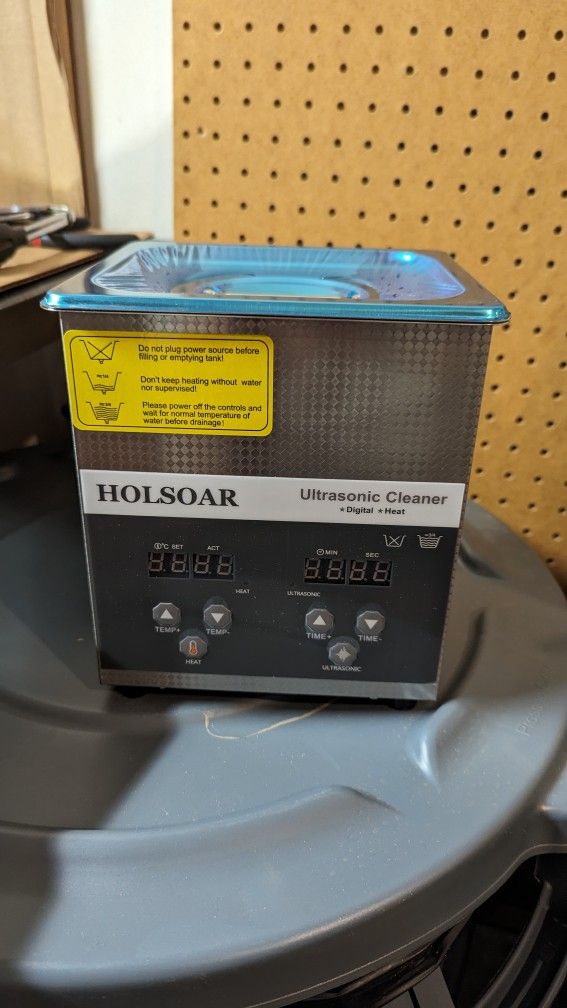 Do not plug power source before
filling or emptying tank!
Don't keep heating without water
nor supervised!
Please power off the controls and
wait for normal temperature of
water before drainage!
HOLSOAR
Ultrasonic Cleaner
★Digital ★Heat
°C SET ACT
MIN SEC
HEAT
ULTRASONIC
TEMP+ TEMP-
TIME+ TIME-
HEAT
ULTRASONIC
Press